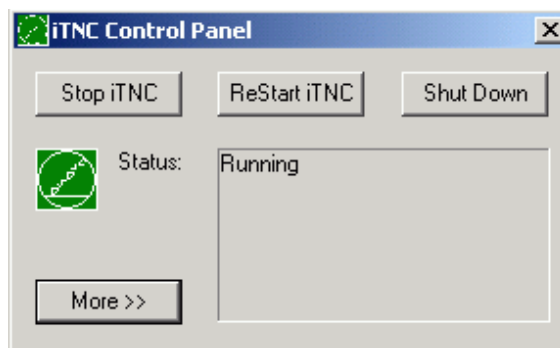 iTNC Control Panel
Stop iTNC
ReStart iTNC
Shut Down
Status:
Running
More >>